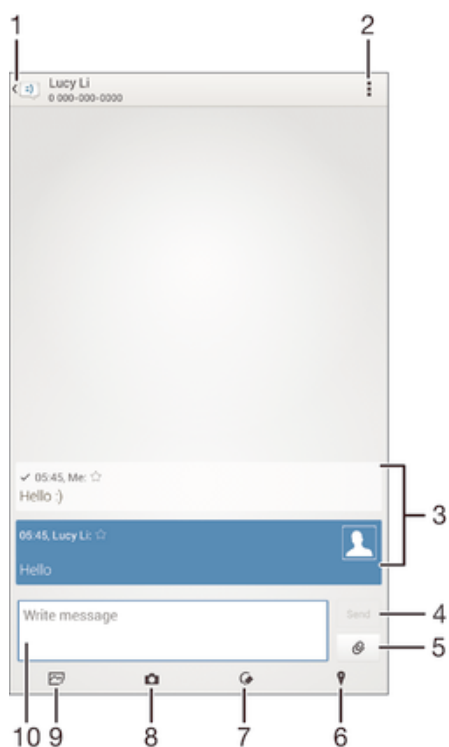 1 2
Lucy Li
0 000-000-0000
✓ 05:45, Me: ☆
Hello :)
3
05:45, Lucy Li: ☆
Hello
Write message
Send
4
5
10 9 8 7 6